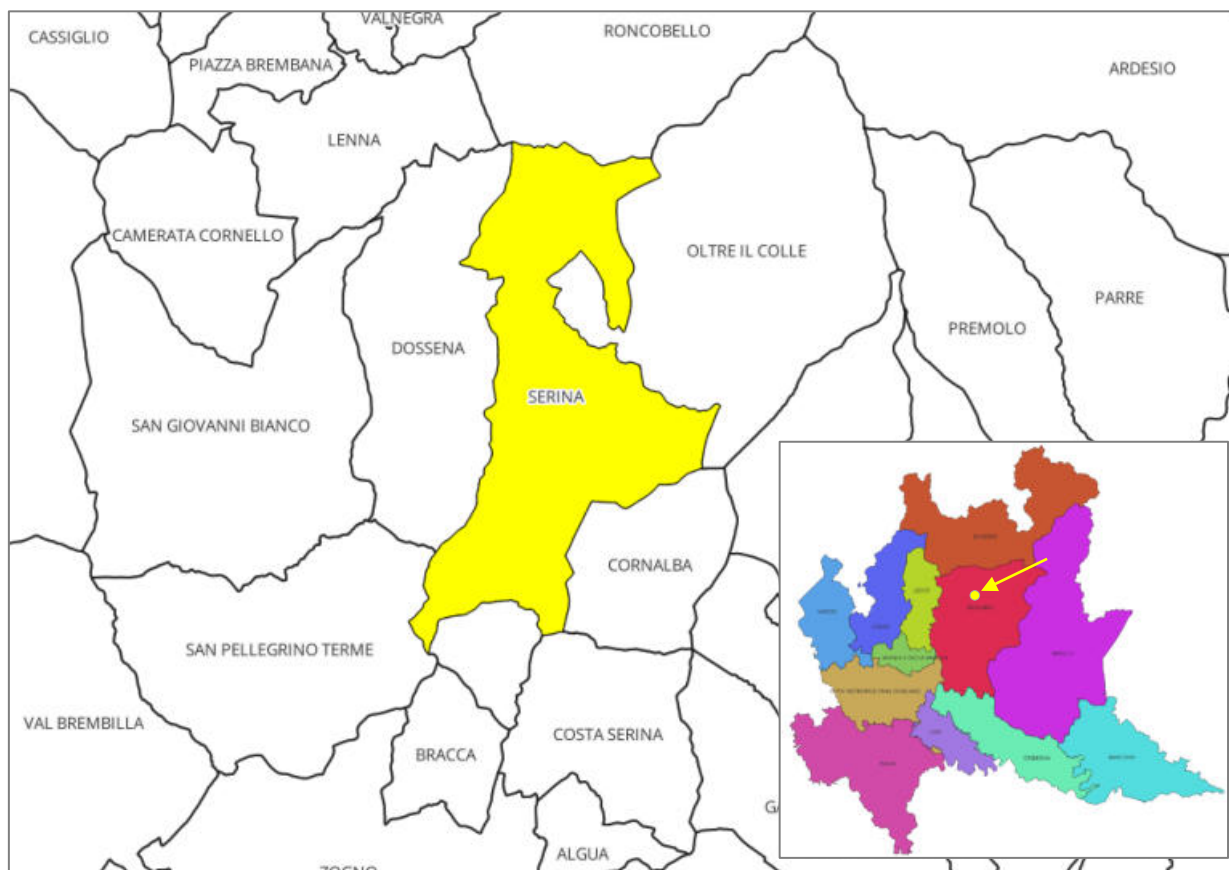 VALNEGRA
CASSIGLIO
RONCOBELLO
PIAZZA BREMBANA
ARDESIO
LENNA
CAMERATA CORNELLO
OLTRE IL COLLE
PARRE
PREMOLO
DOSSENA
SERINA
SAN GIOVANNI BIANCO
CORNALBA
SAN PELLEGRINO TERME
VAL BREMBILLA
COSTA SERINA
BRACCA
ALGUA
ZOGNO